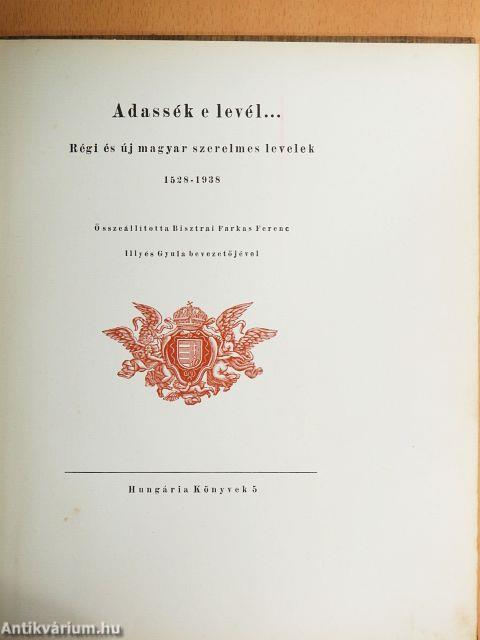 Adassék e levél...
Régi és új magyar szerelmes levelek
1528-1938
Összeállította Bisztrai Farkas Ferenc
Illyés Gyula bevezetőjével
Hungária Könyvek 5
Antikvárium.hu